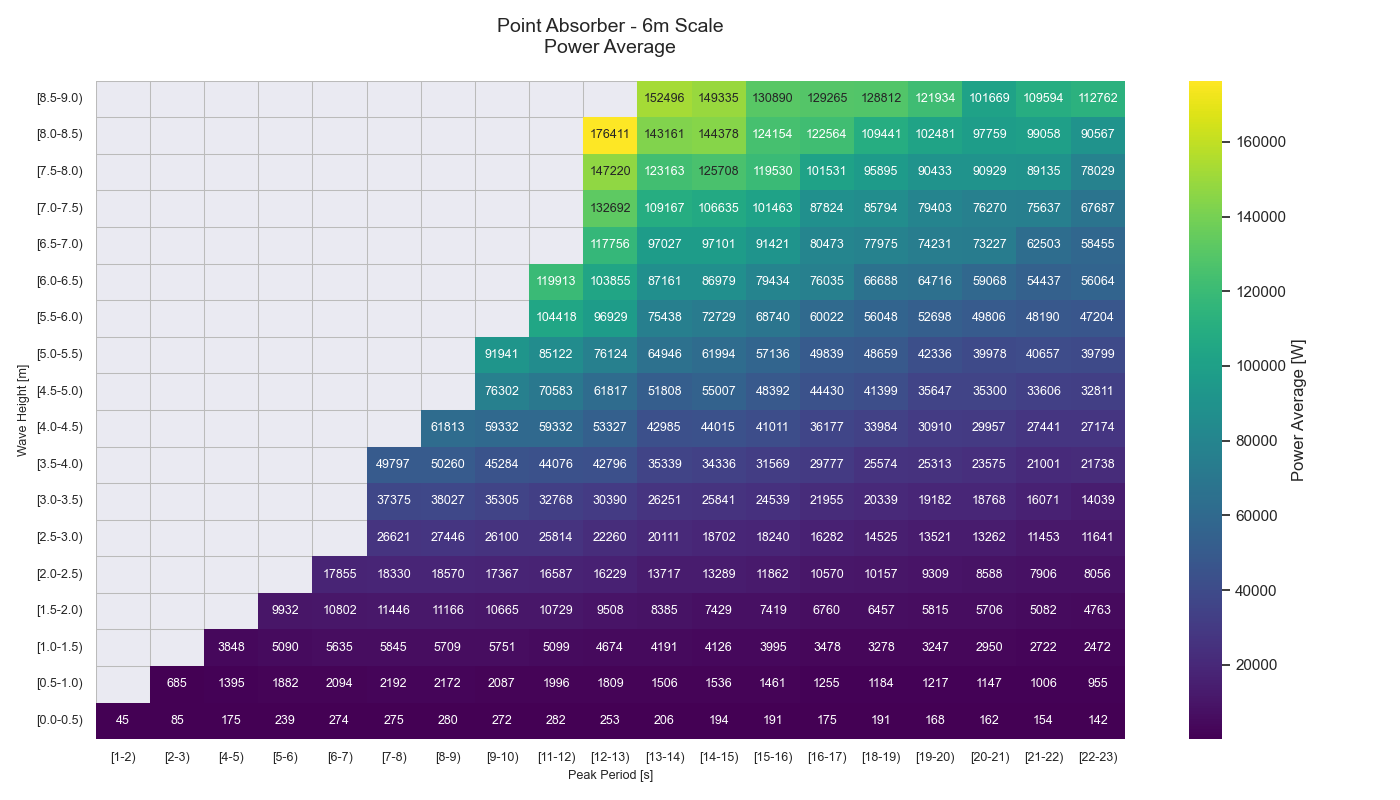 Point Absorber - 6m Scale
Power Average
[8.5-9.0) 152496 149335 130890 129265 128812 121934 101669 109594 112762
[8.0-8.5) 176411 143161 144378 124154 122564 109441 102481 97759 99058 90567
[7.5-8.0) 147220 123163 125708 119530 101531 95895 90433 90929 89135 78029
[7.0-7.5) 132692 109167 106635 101463 87824 85794 79403 76270 75637 67687
[6.5-7.0) 117756 97027 97101 91421 80473 77975 74231 73227 62503 58455
[6.0-6.5) 119913 103855 87161 86979 79434 76035 66688 64716 59068 54437 56064
[5.5-6.0) 104418 96929 75438 72729 68740 60022 56048 52698 49806 48190 47204
[5.0-5.5) 91941 85122 76124 64946 61994 57136 49839 48659 42336 39978 40657 39799
[4.5-5.0) 76302 70583 61817 51808 55007 48392 44430 41399 35647 35300 33606 32811
[4.0-4.5) 61813 59332 59332 53327 42985 44015 41011 36177 33984 30910 29957 27441 27174
[3.5-4.0) 49797 50260 45284 44076 42796 35339 34336 31569 29777 25574 25313 23575 21001 21738
[3.0-3.5) 37375 38027 35305 32768 30390 26251 25841 24539 21955 20339 19182 18768 16071 14039
[2.5-3.0) 26621 27446 26100 25814 22260 20111 18702 18240 16282 14525 13521 13262 11453 11641
[2.0-2.5) 17855 18330 18570 17367 16587 16229 13717 13289 11862 10570 10157 9309 8588 7906 8056
[1.5-2.0) 9932 10802 11446 11166 10665 10729 9508 8385 7429 7419 6760 6457 5815 5706 5082 4763
[1.0-1.5) 3848 5090 5635 5845 5709 5751 5099 4674 4191 4126 3995 3478 3278 3247 2950 2722 2472
[0.5-1.0) 685 1395 1882 2094 2192 2172 2087 1996 1809 1506 1536 1461 1255 1184 1217 1147 1006 955
[0.0-0.5) 45 85 175 239 274 275 280 272 282 253 206 194 191 175 191 168 162 154 142
[1-2) [2-3) [4-5) [5-6) [6-7) [7-8) [8-9) [9-10) [11-12) [12-13) [13-14) [14-15) [15-16) [16-17) [18-19) [19-20) [20-21) [21-22) [22-23)
Peak Period [s]
Wave Height [m]
160000
140000
120000
100000
80000
60000
40000
20000
Power Average [W]